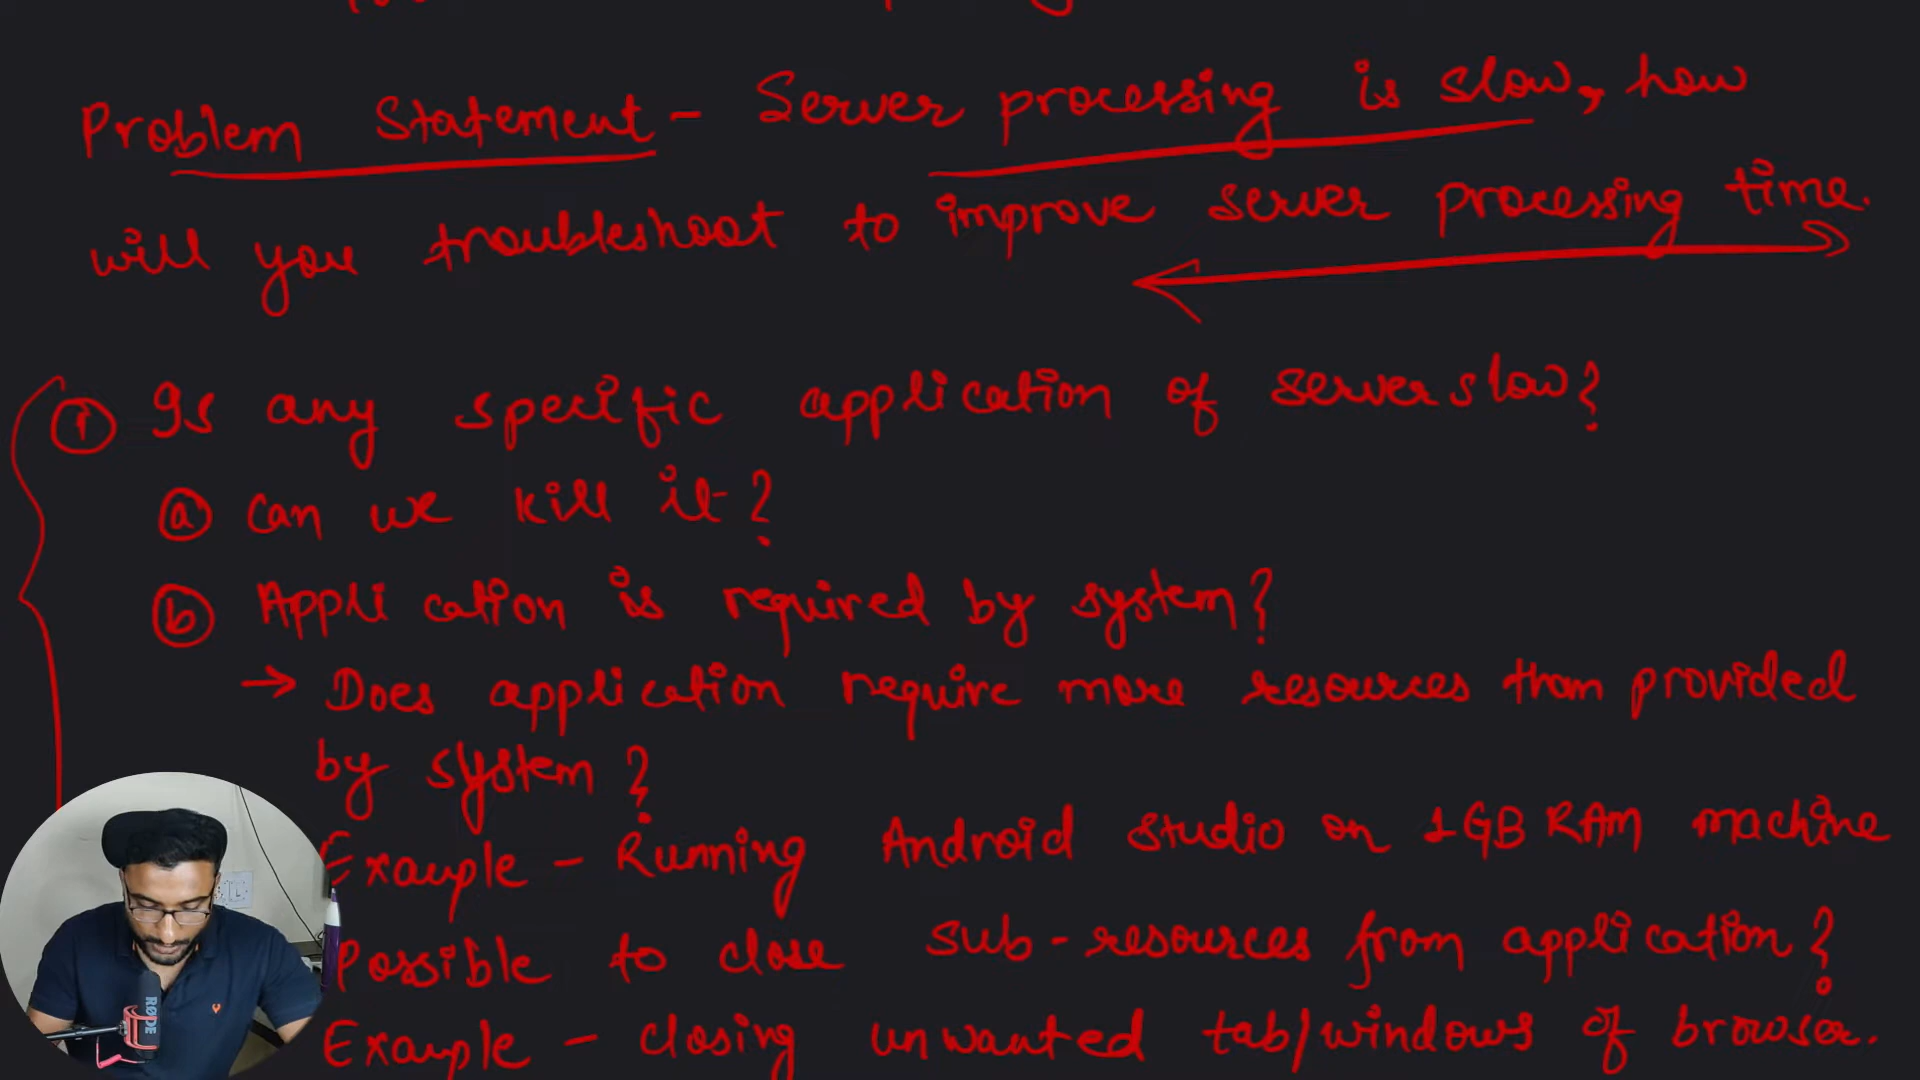 Problem Statement - Server processing is slow, how
will you troubleshoot to improve server processing time.
① Is any specific application of server slow?
ⓐ Can we kill it?
ⓑ Application is required by system?
→ Does application require more resources than provided
by system?
Example - Running Android Studio on 1GB RAM machine
Possible to close sub-resources from application?
Example - closing unwanted tab/windows of browser.
RØDE